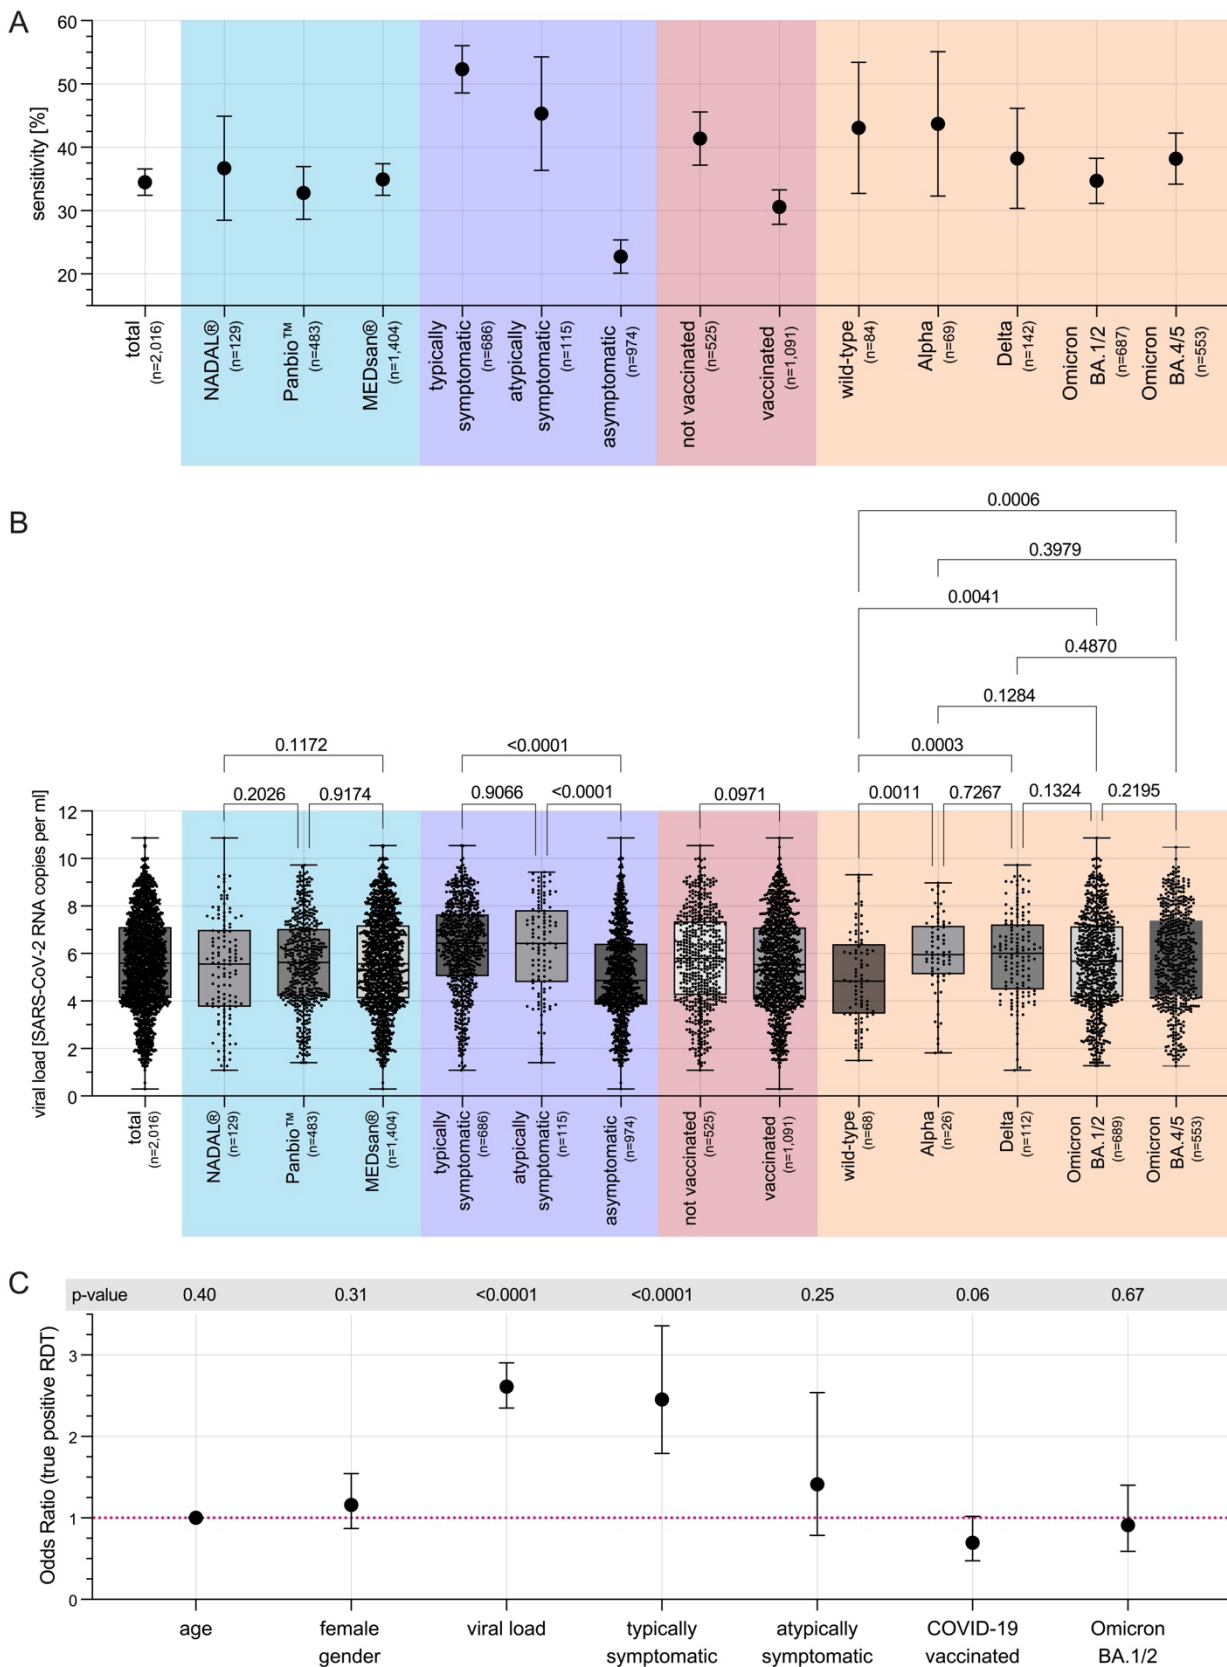 A
60
50
40
30
20
sensitivity [%]
total
(n=2,016)
NADAL®
(n=129)
Panbio™
(n=483)
MEDsan®
(n=1,404)
typically
symptomatic
(n=686)
atypically
symptomatic
(n=115)
asymptomatic
(n=974)
not vaccinated
(n=525)
vaccinated
(n=1,091)
wild-type
(n=84)
Alpha
(n=69)
Delta
(n=142)
Omicron
BA.1/2
(n=687)
Omicron
BA.4/5
(n=553)
B
0.0006
0.3979
0.0041
0.4870
0.1284
0.1172
<0.0001
0.0003
0.2026
0.9174
0.9066
<0.0001
0.0971
0.0011
0.7267
0.1324
0.2195
12
10
8
6
4
2
0
viral load [SARS-CoV-2 RNA copies per ml]
total
(n=2,016)
NADAL®
(n=129)
Panbio™
(n=483)
MEDsan®
(n=1,404)
typically
symptomatic
(n=686)
atypically
symptomatic
(n=115)
asymptomatic
(n=974)
not vaccinated
(n=525)
vaccinated
(n=1,091)
wild-type
(n=68)
Alpha
(n=26)
Delta
(n=112)
Omicron
BA.1/2
(n=689)
Omicron
BA.4/5
(n=553)
C
p-value 0.40 0.31 <0.0001 <0.0001 0.25 0.06 0.67
3
2
1
0
Odds Ratio (true positive RDT)
age
female
gender
viral load
typically
symptomatic
atypically
symptomatic
COVID-19
vaccinated
Omicron
BA.1/2